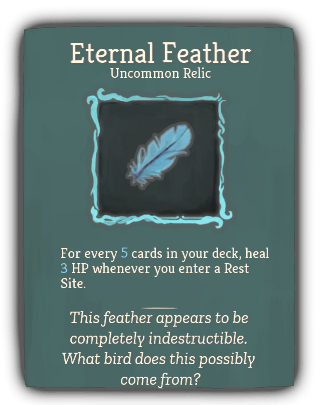 Eternal Feather
Uncommon Relic
For every 5 cards in your deck, heal
3 HP whenever you enter a Rest
Site.
This feather appears to be
completely indestructible.
What bird does this possibly
come from?